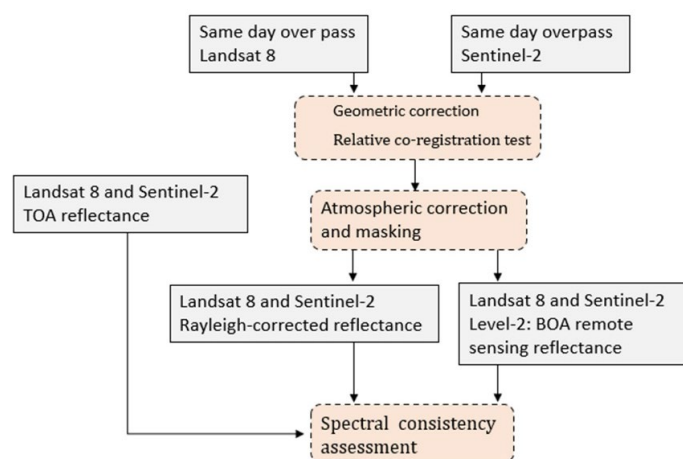 Same day over pass
Landsat 8
Same day overpass
Sentinel-2
Geometric correction
Relative co-registration test
Landsat 8 and Sentinel-2
TOA reflectance
Atmospheric correction
and masking
Landsat 8 and Sentinel-2
Rayleigh-corrected reflectance
Landsat 8 and Sentinel-2
Level-2: BOA remote
sensing reflectance
Spectral consistency
assessment